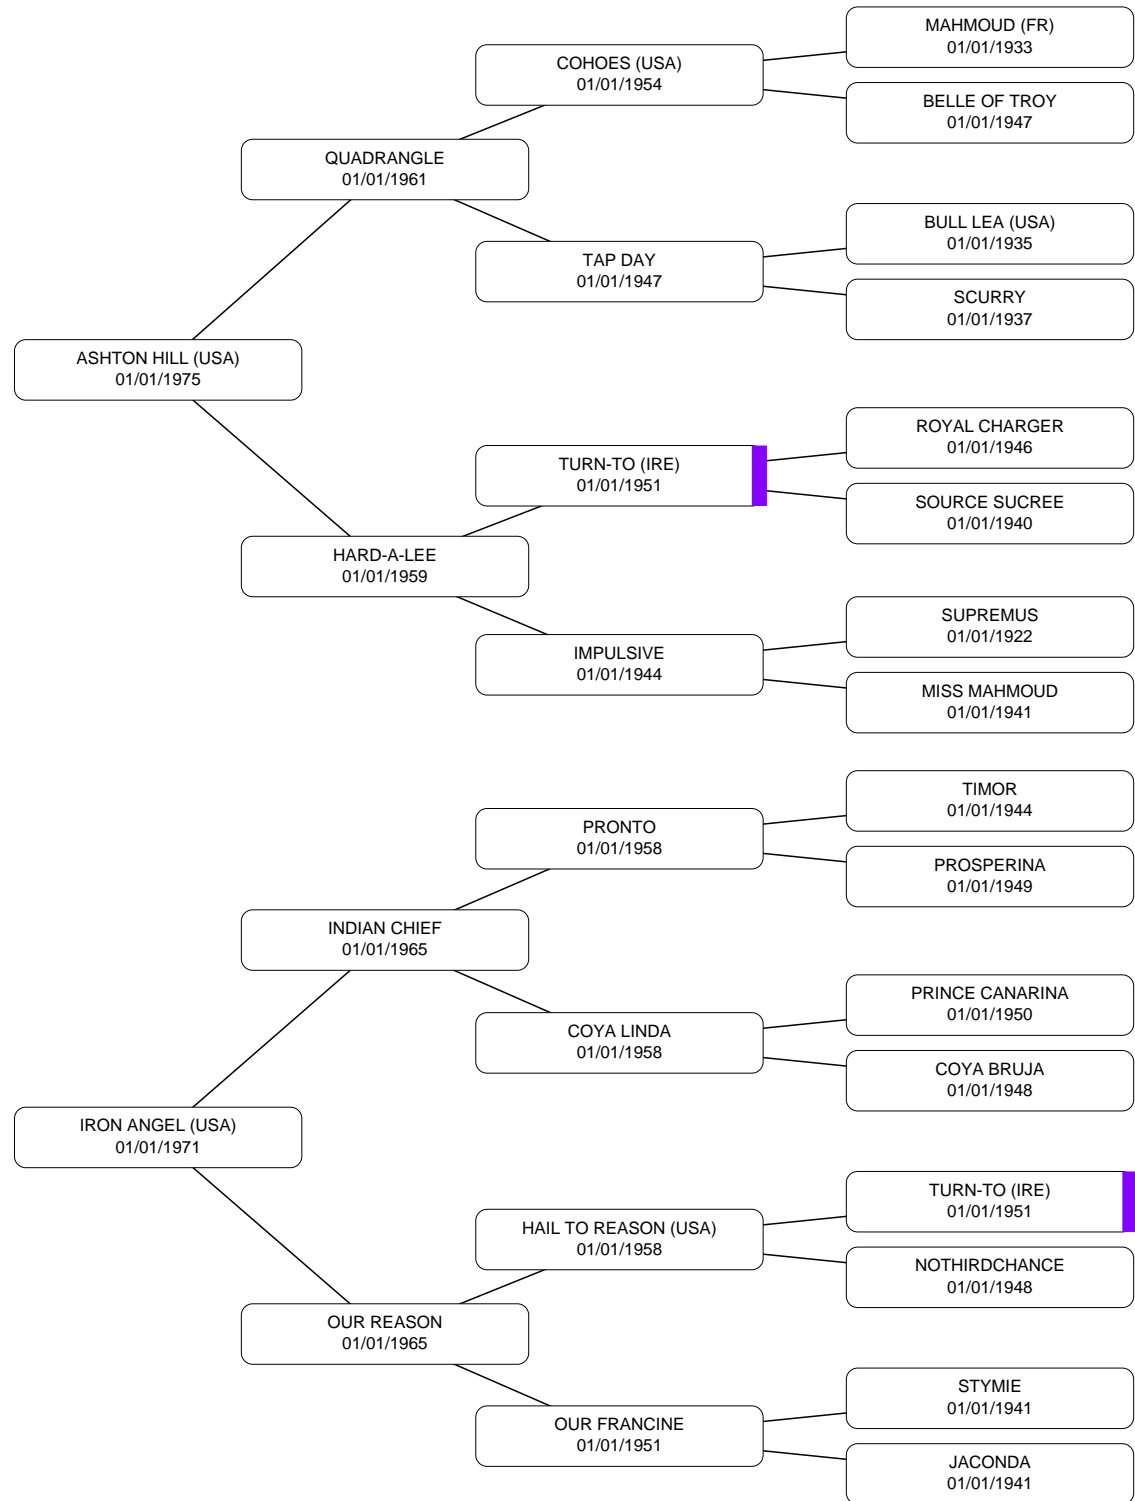 MAHMOUD (FR)
01/01/1933
COHOES (USA)
01/01/1954
BELLE OF TROY
01/01/1947
QUADRANGLE
01/01/1961
BULL LEA (USA)
01/01/1935
TAP DAY
01/01/1947
SCURRY
01/01/1937
ASHTON HILL (USA)
01/01/1975
ROYAL CHARGER
01/01/1946
TURN-TO (IRE)
01/01/1951
SOURCE SUCREE
01/01/1940
HARD-A-LEE
01/01/1959
SUPREMUS
01/01/1922
IMPULSIVE
01/01/1944
MISS MAHMOUD
01/01/1941
TIMOR
01/01/1944
PRONTO
01/01/1958
PROSPERINA
01/01/1949
INDIAN CHIEF
01/01/1965
PRINCE CANARINA
01/01/1950
COYA LINDA
01/01/1958
COYA BRUJA
01/01/1948
IRON ANGEL (USA)
01/01/1971
TURN-TO (IRE)
01/01/1951
HAIL TO REASON (USA)
01/01/1958
NOTHIRDCHANCE
01/01/1948
OUR REASON
01/01/1965
STYMIE
01/01/1941
OUR FRANCINE
01/01/1951
JACONDA
01/01/1941